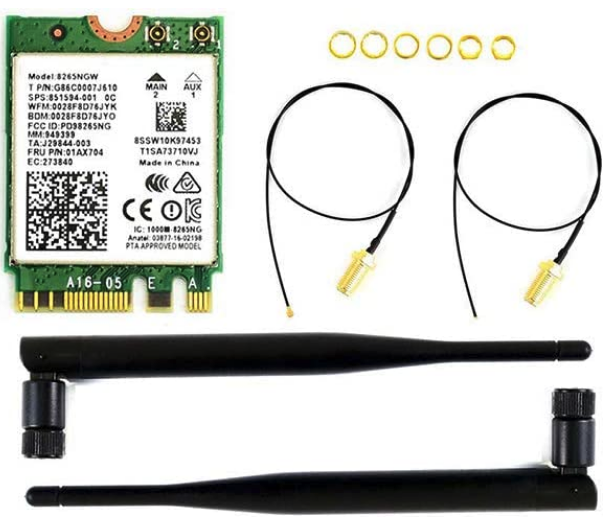 2
Model:8265NGW
T P/N:G86C0007J610
SPS:851594-001 0C
WFM:0028F8D76JYK
BDM:0028F8D76JYO
FCC ID:PD98265NG
MM:949399
TA:J29844-003
FRU P/N:01AX704
EC:273840
MAIN AUX
2 1
8SSW10K97453
T1SA73710VJ
Made in China
CE
IC: 1000M-8265NG
Anatel: 03877-16-02198
PTA APPROVED MODEL
A16-05 E A